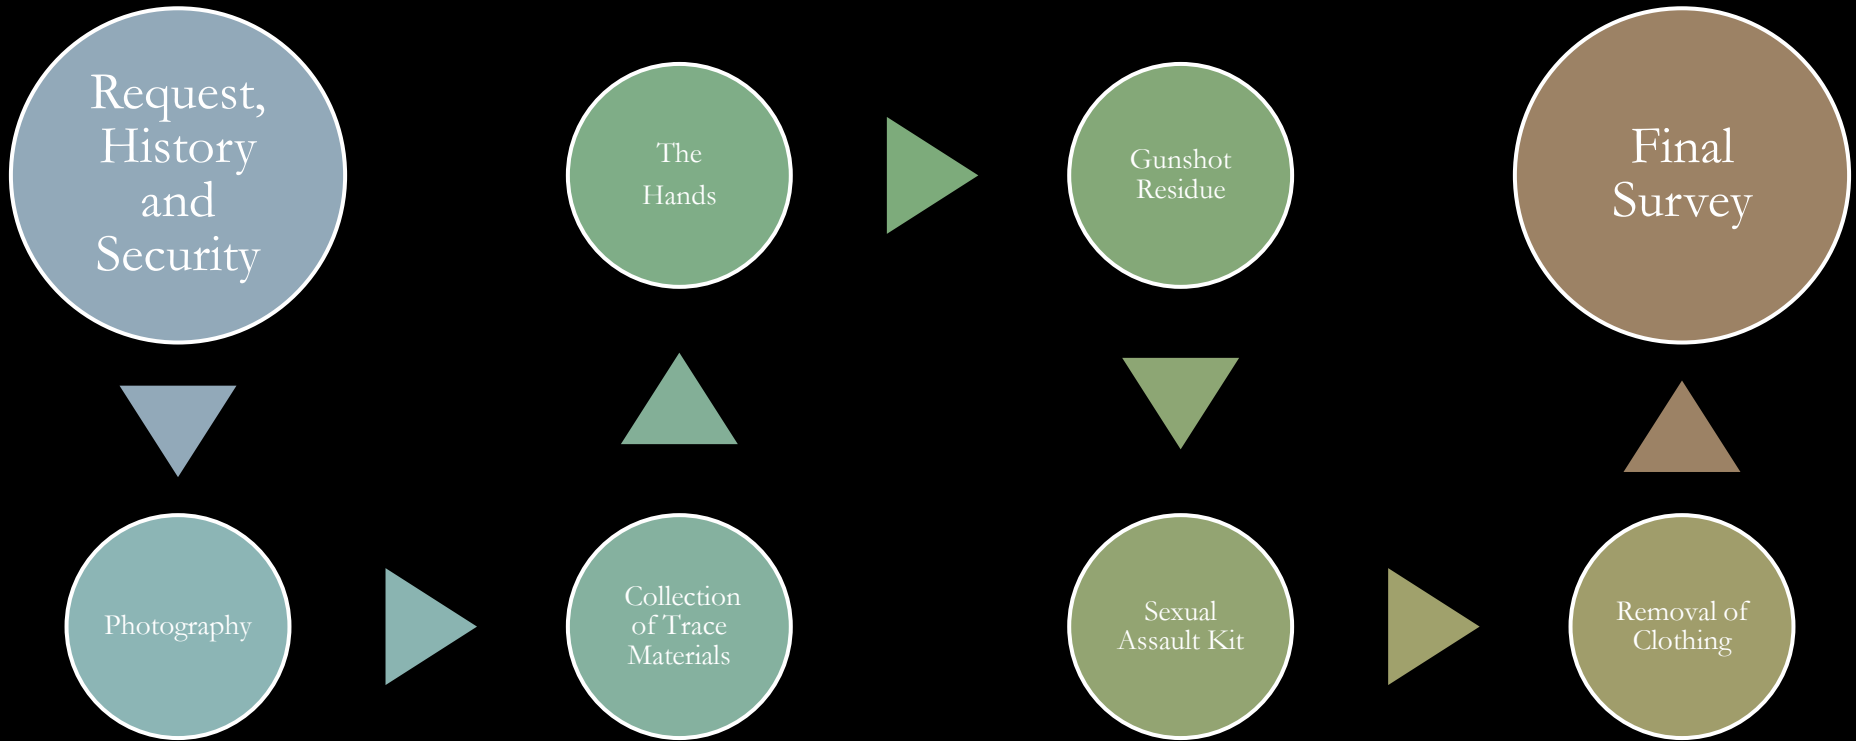 Request,
History
and
Security
Photography
Collection
of Trace
Materials
The
Hands
Gunshot
Residue
Sexual
Assault Kit
Removal of
Clothing
Final
Survey